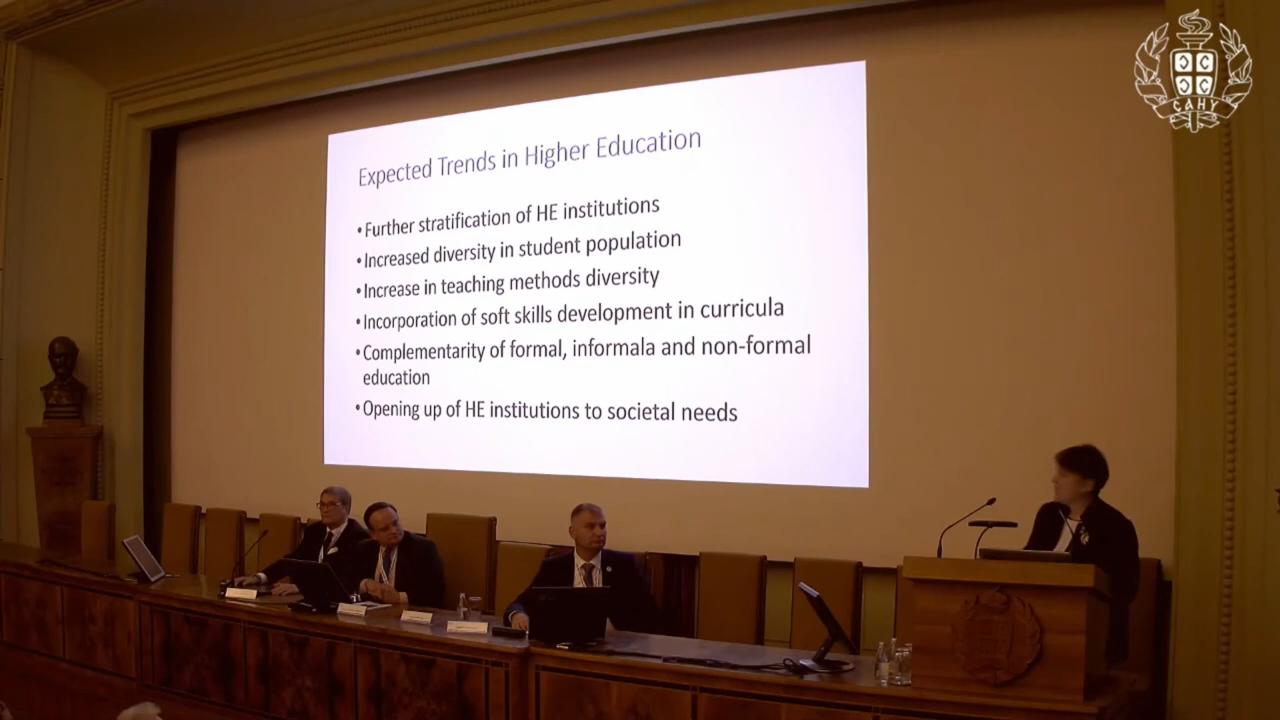 Expected Trends in Higher Education
• Further stratification of HE institutions
• Increased diversity in student population
• Increase in teaching methods diversity
• Incorporation of soft skills development in curricula
• Complementarity of formal, informala and non-formal
education
• Opening up of HE institutions to societal needs
САНУ